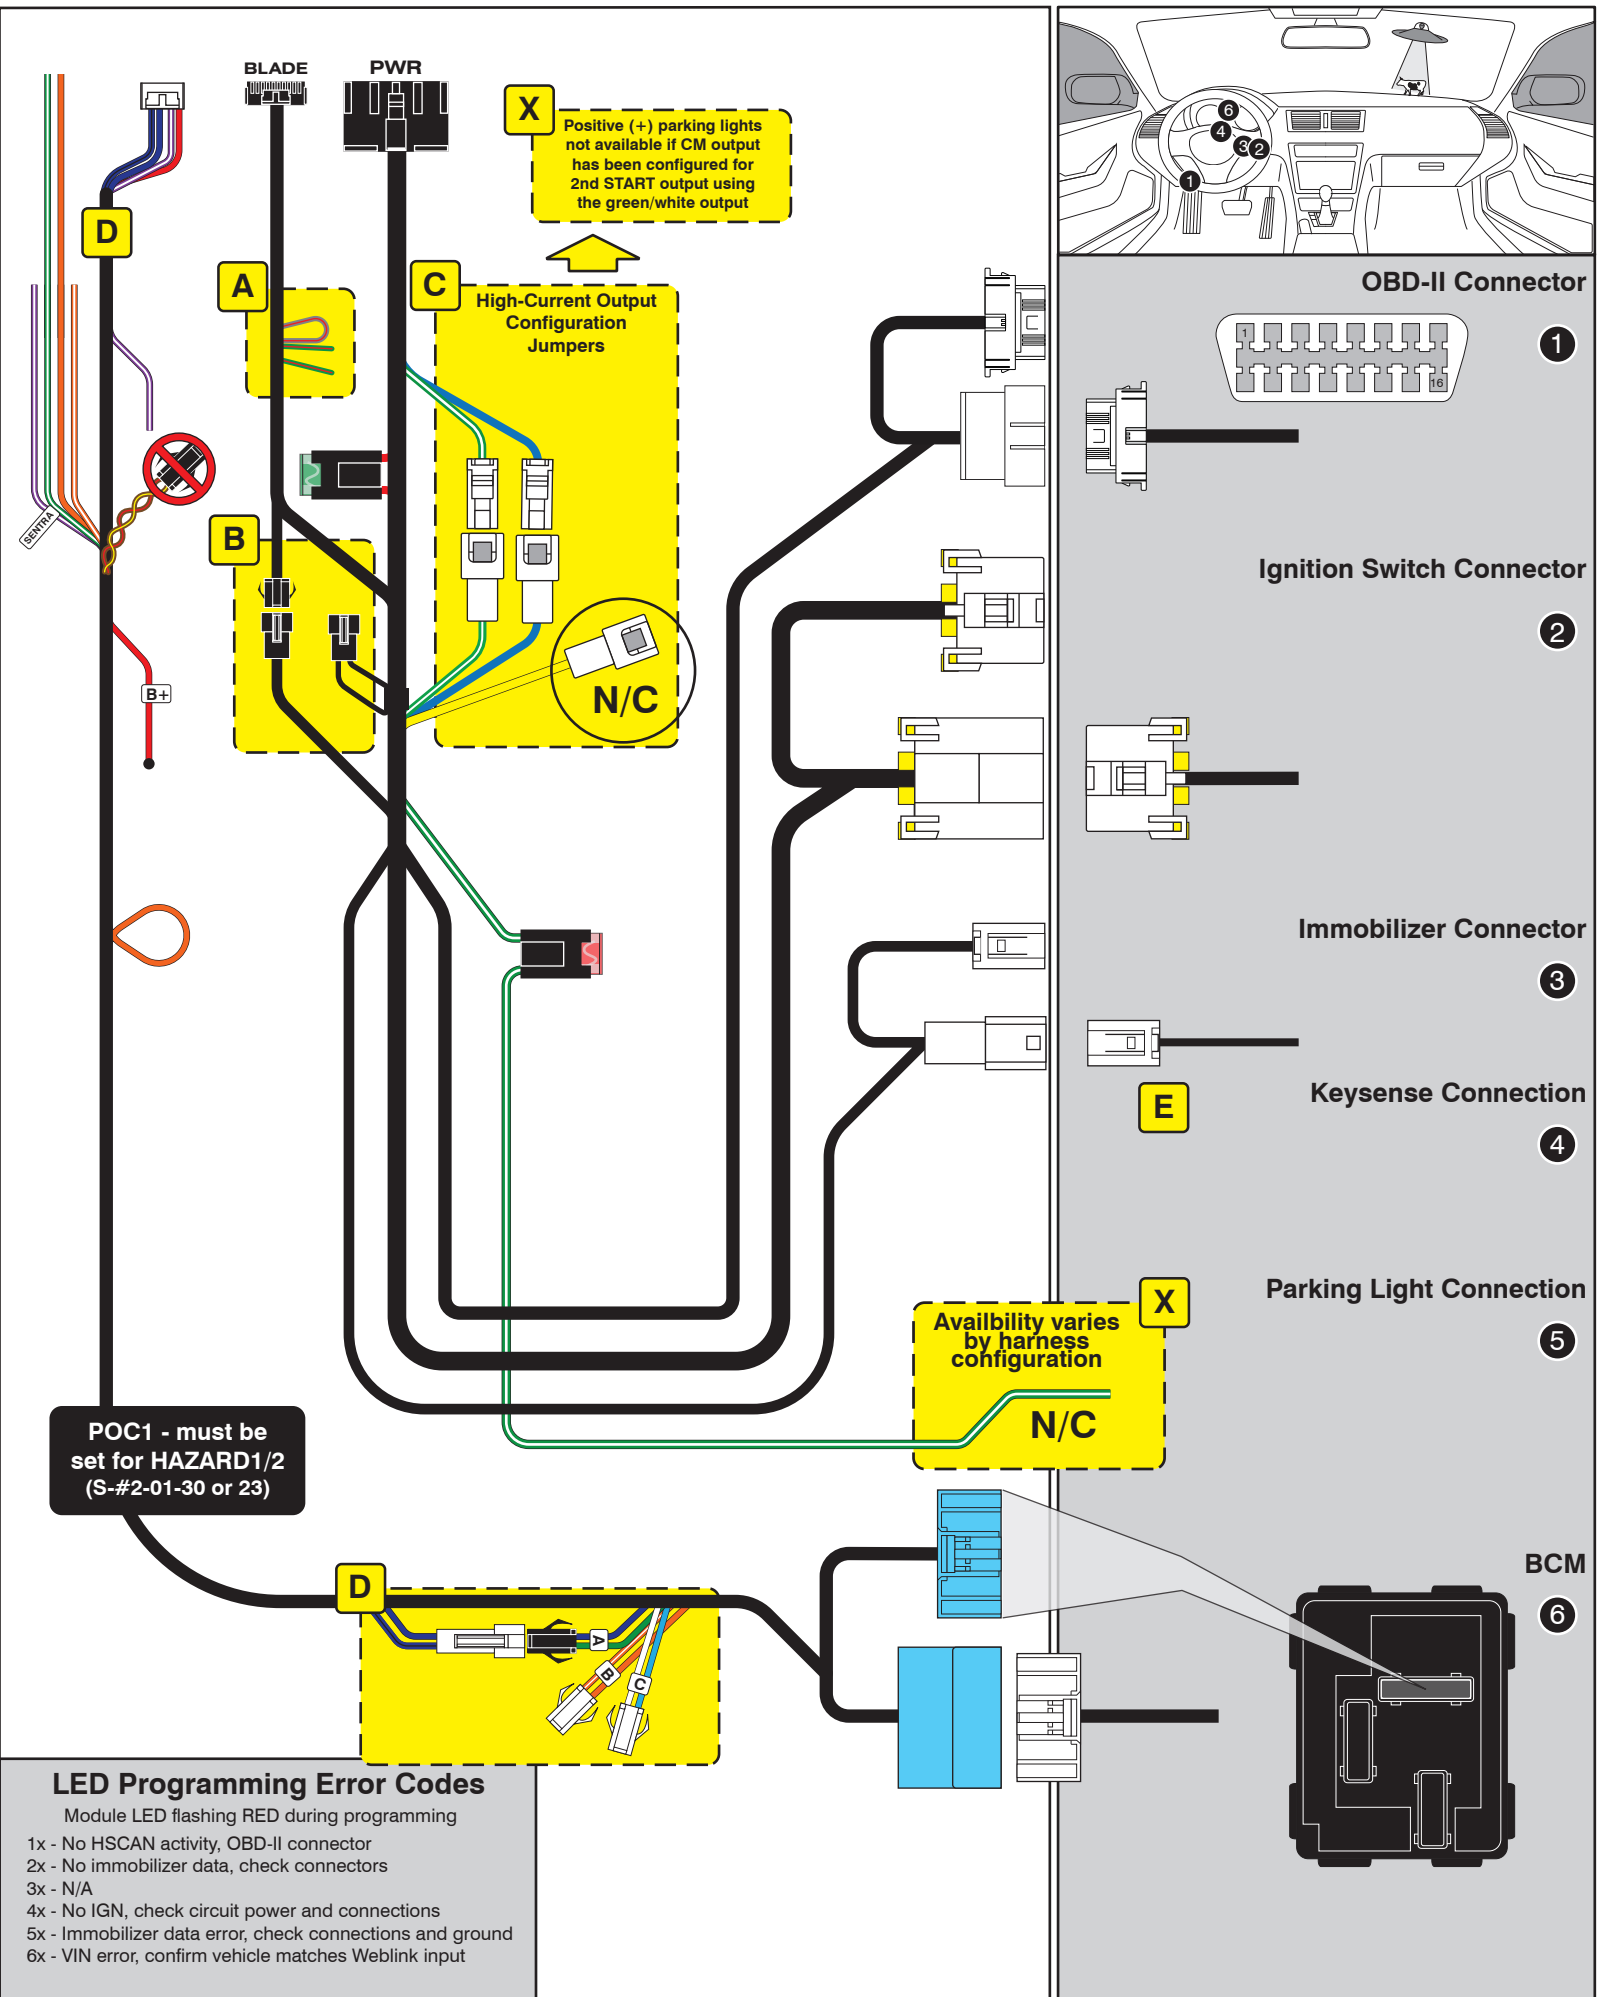 BLADE
PWR
X
Positive (+) parking lights
not available if CM output
has been configured for
2nd START output using
the green/white output
6
4
3
2
1
D
A
C
High-Current Output
Configuration
Jumpers
OBD-II Connector
1
1
16
SENTRA
B
Ignition Switch Connector
2
B+
N/C
Immobilizer Connector
3
Keysense Connection
E
4
Parking Light Connection
X
5
Availbility varies
by harness
configuration
N/C
POC1 - must be
set for HAZARD1/2
(S-#2-01-30 or 23)
BCM
6
D
A
B
C
LED Programming Error Codes
Module LED flashing RED during programming
1x - No HSCAN activity, OBD-II connector
2x - No immobilizer data, check connectors
3x - N/A
4x - No IGN, check circuit power and connections
5x - Immobilizer data error, check connections and ground
6x - VIN error, confirm vehicle matches Weblink input